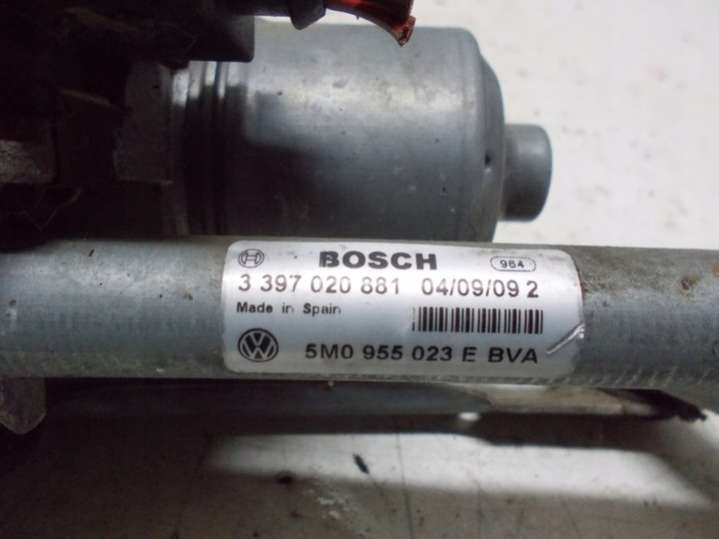 BOSCH 984
3 397 020 881 04/09/09 2
Made in Spain
5M0 955 023 E BVA